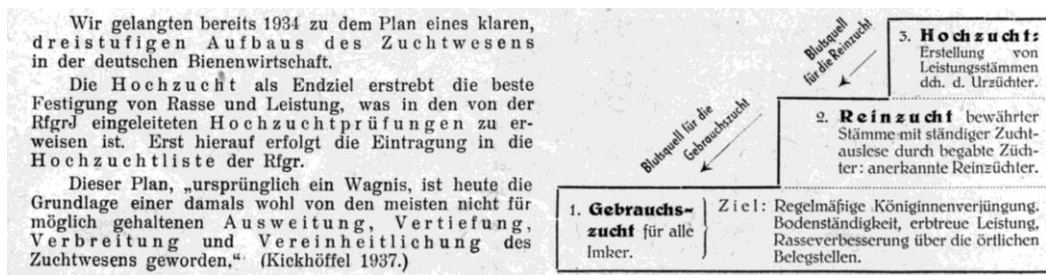 Wir gelangten bereits 1934 zu dem Plan eines klaren,
dreistufigen Aufbaus des Zuchtwesens
in der deutschen Bienenwirtschaft.
Die Hochzucht als Endziel erstrebt die beste
Festigung von Rasse und Leistung, was in den von der
RfgrJ eingeleiteten Hochzuchtprüfungen zu er-
weisen ist. Erst hierauf erfolgt die Eintragung in die
Hochzuchtliste der Rfgr.
Dieser Plan, „ursprünglich ein Wagnis, ist heute die
Grundlage einer damals wohl von den meisten nicht für
möglich gehaltenen Ausweitung, Vertiefung,
Verbreitung und Vereinheitlichung des
Zuchtwesens geworden.“ (Kickhöffel 1937.)
Blutsquell
für die Reinzucht
3. Hochzucht:
Erstellung von
Leistungsstämmen
dch. d. Urzüchter.
Blutsquell für die
Gebrauchszucht
2. Reinzucht bewährter
Stämme mit ständiger Zucht-
auslese durch begabte Züch-
ter: anerkannte Reinzüchter.
1. Gebrauchs-
zucht für alle
Imker.
Ziel: Regelmäßige Königinnenverjüngung.
Bodenständigkeit, erbtreue Leistung,
Rasseverbesserung über die örtlichen
Belegstellen.